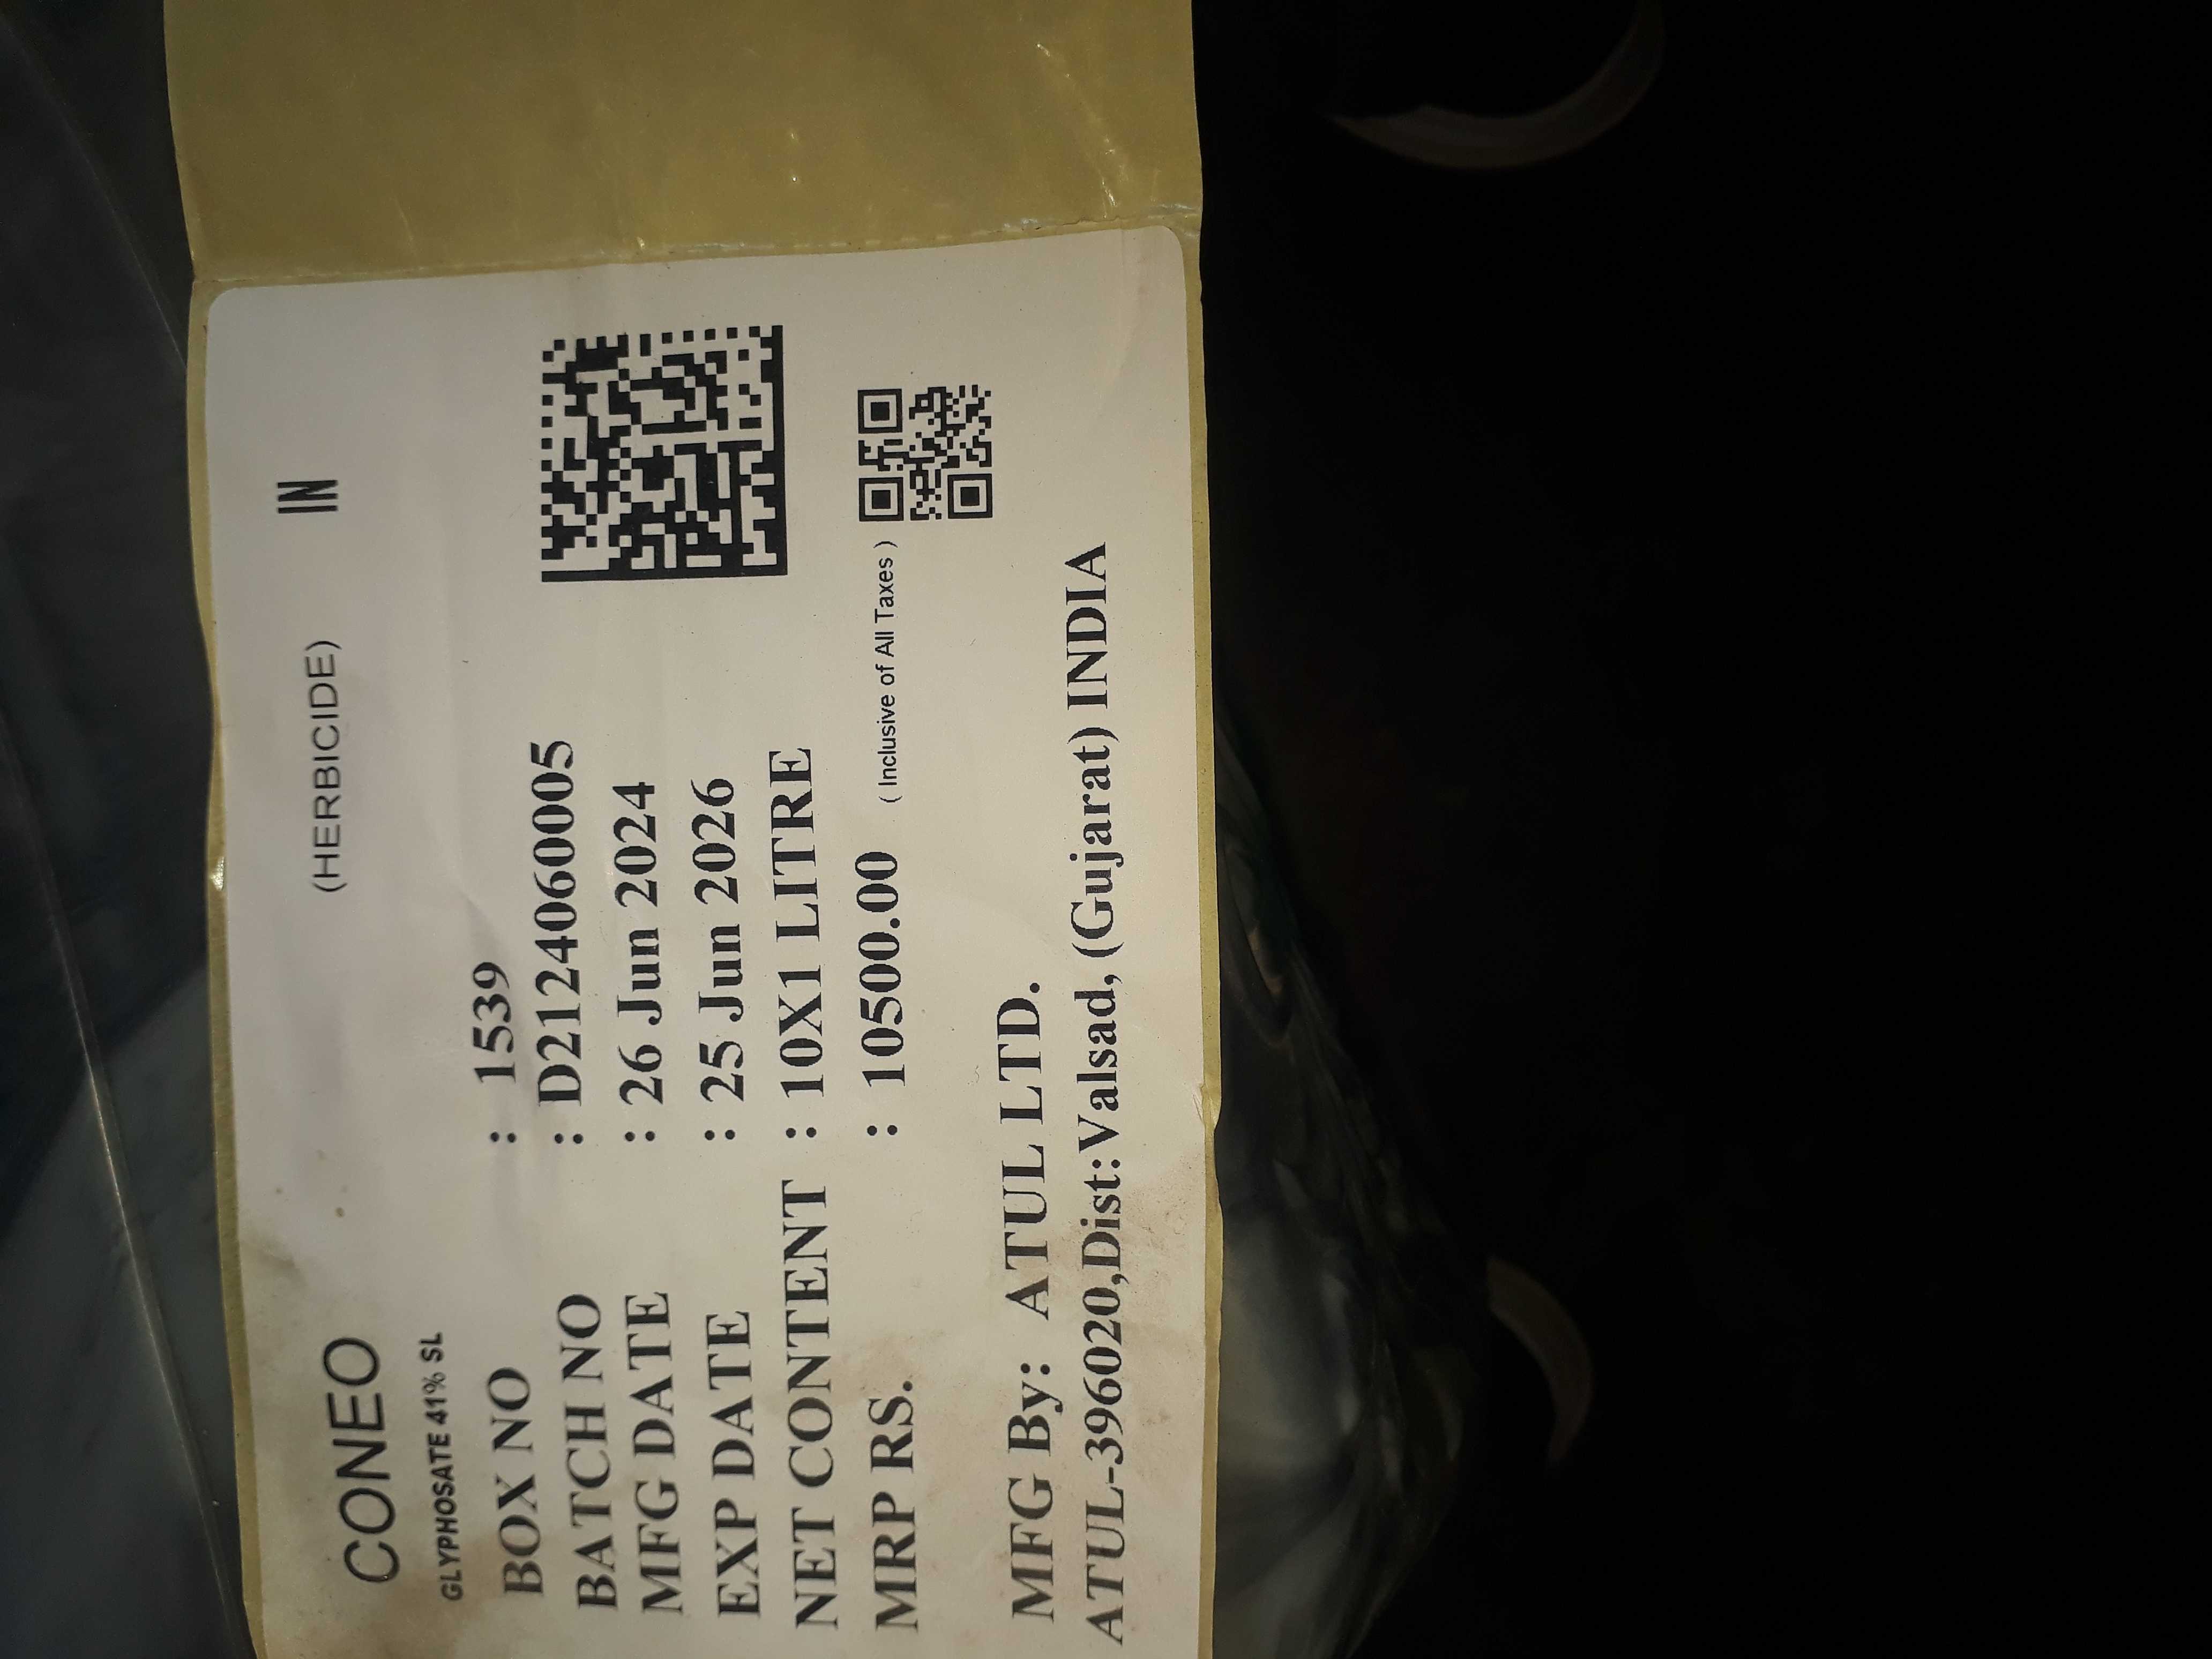 CONEO (HERBICIDE) IN
GLYPHOSATE 41% SL
BOX NO : 1539
BATCH NO : D2124060005
MFG DATE : 26 Jun 2024
EXP DATE : 25 Jun 2026
NET CONTENT : 10X1 LITRE
MRP RS. : 10500.00 ( Inclusive of All Taxes )
MFG By: ATUL LTD.
ATUL-396020,Dist:Valsad, (Gujarat) INDIA